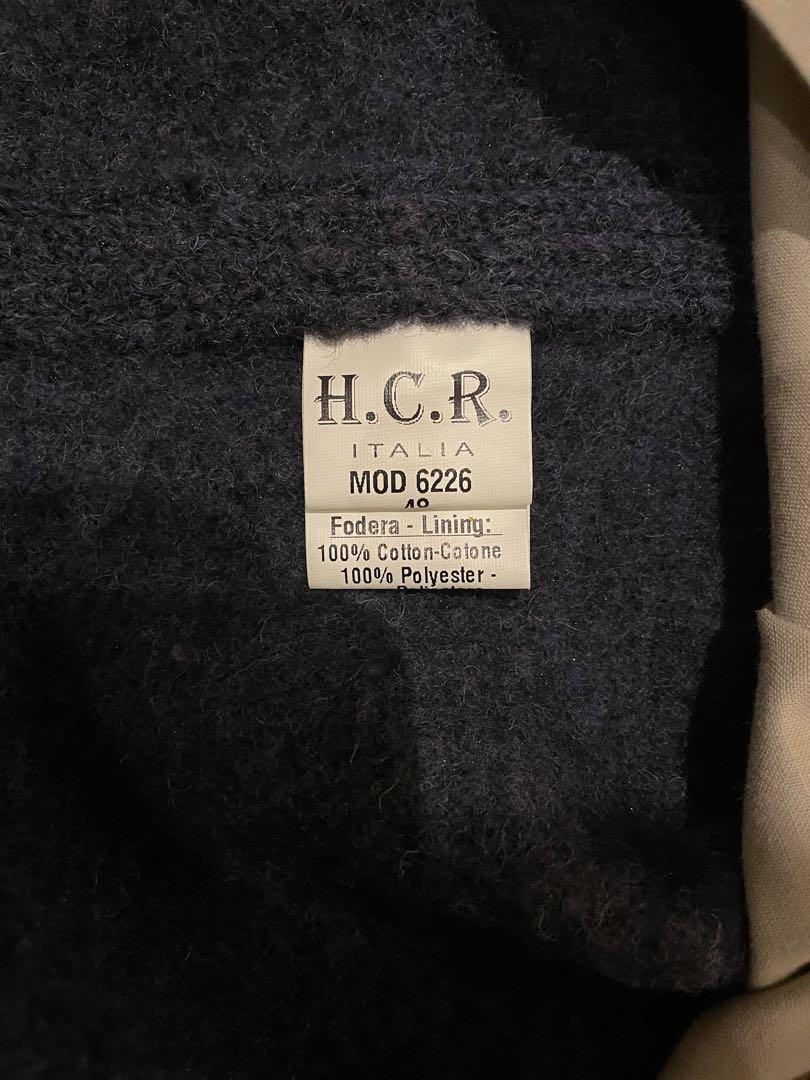 H.C.R.
ITALIA
MOD 6226
Fodera - Lining:
100% Cotton-Cotone
100% Polyester -